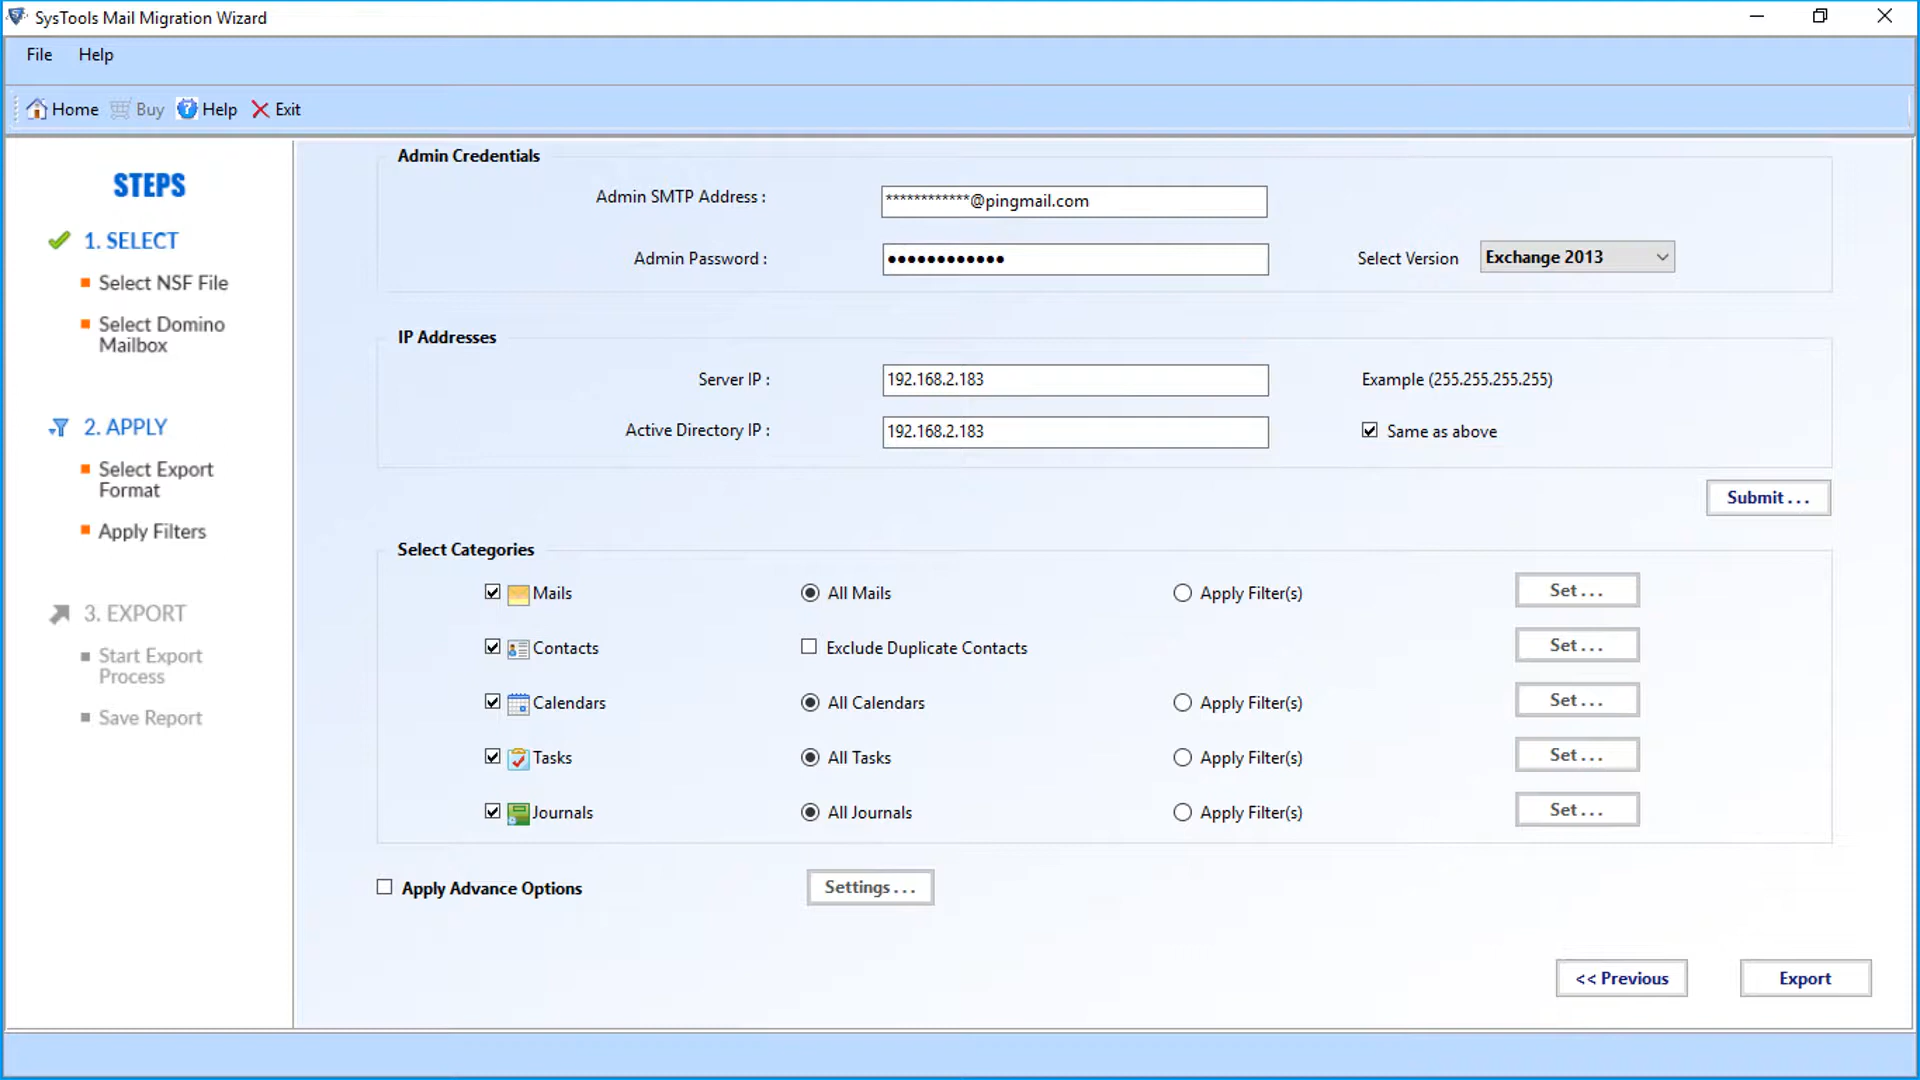 SysTools Mail Migration Wizard
File Help
Home Buy Help Exit
STEPS
1. SELECT
Select NSF File
Select Domino
Mailbox
2. APPLY
Select Export
Format
Apply Filters
3. EXPORT
Start Export
Process
Save Report
Admin Credentials
Admin SMTP Address : ************@pingmail.com
Admin Password : ●●●●●●●●●●●● Select Version Exchange 2013
IP Addresses
Server IP : 192.168.2.183 Example (255.255.255.255)
Active Directory IP : 192.168.2.183 Same as above
Submit . . .
Select Categories
Mails All Mails Apply Filter(s) Set . . .
Contacts Exclude Duplicate Contacts Set . . .
Calendars All Calendars Apply Filter(s) Set . . .
Tasks All Tasks Apply Filter(s) Set . . .
Journals All Journals Apply Filter(s) Set . . .
Apply Advance Options Settings . . .
<< Previous Export